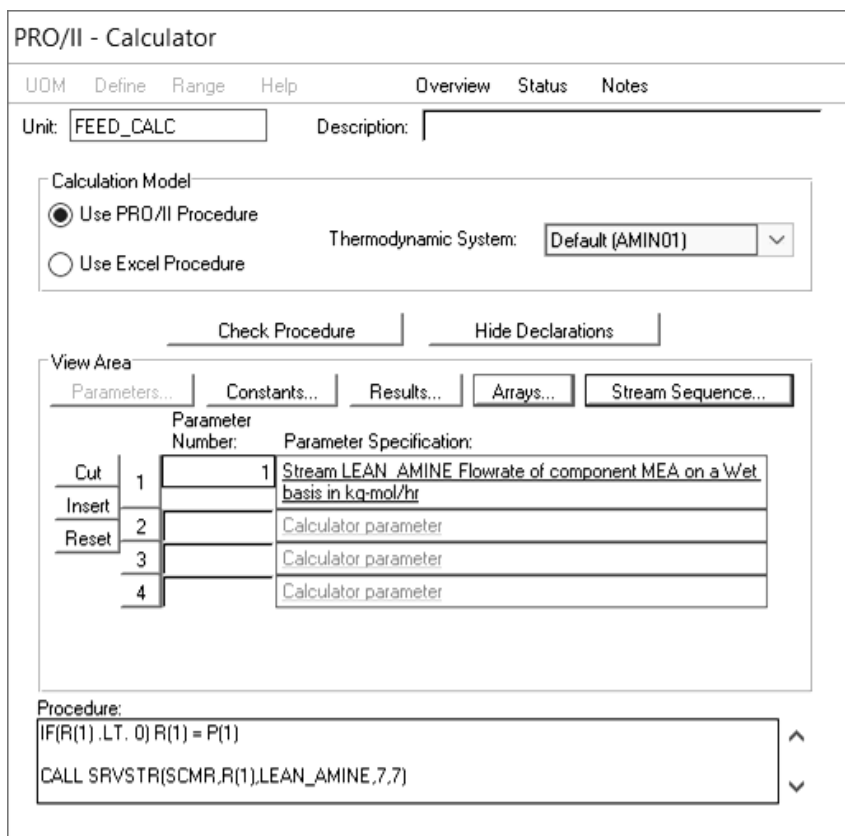 PRO/II - Calculator
UOM Define Range Help Overview Status Notes
Unit: FEED_CALC Description:
Calculation Model
Use PRO/II Procedure
Thermodynamic System: Default (AMIN01)
Use Excel Procedure
Check Procedure Hide Declarations
View Area
Parameters... Constants... Results... Arrays... Stream Sequence...
Parameter
Number: Parameter Specification:
Cut 1 1 Stream LEAN_AMINE Flowrate of component MEA on a Wet
Insert basis in kg-mol/hr
Reset 2 Calculator parameter
3 Calculator parameter
4 Calculator parameter
Procedure:
IF(R(1) .LT. 0) R(1) = P(1)
CALL SRVSTR(SCMR,R(1),LEAN_AMINE,7,7)